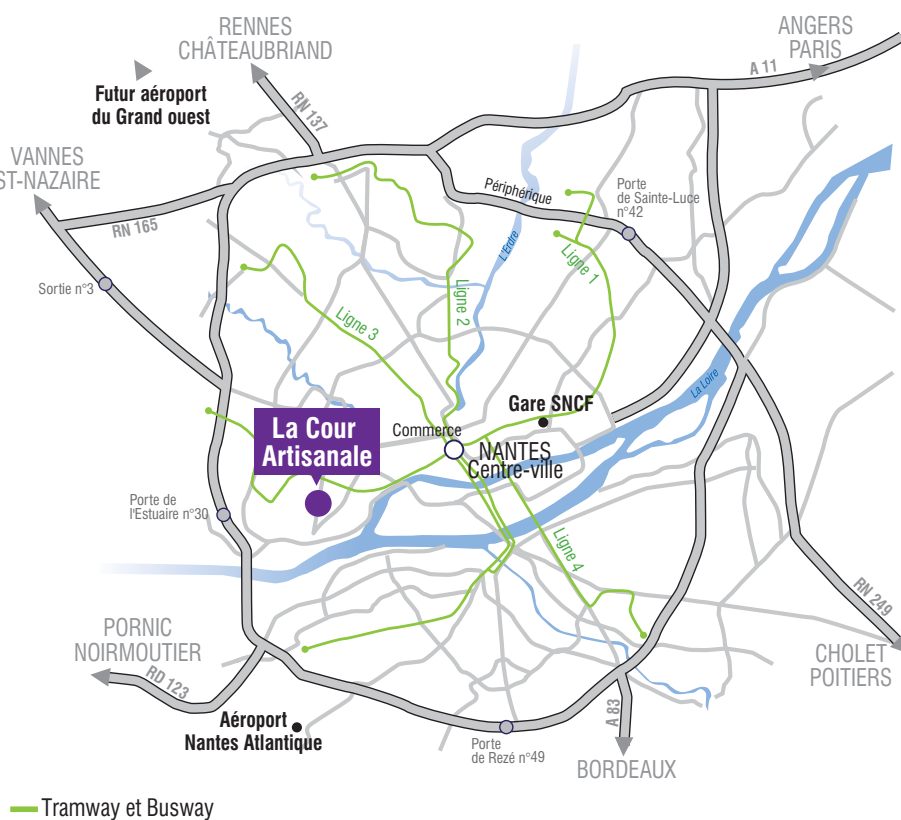 RENNES
CHÂTEAUBRIAND
ANGERS
PARIS
A 11
Futur aéroport
du Grand ouest
RN 137
VANNES
ST-NAZAIRE
RN 165
Périphérique
Porte
de Sainte-Luce
n°42
L'Erdre
Ligne 1
Sortie n°3
Ligne 2
Ligne 3
La Loire
Gare SNCF
La Cour
Artisanale
Commerce
NANTES
Centre-ville
Porte de
l'Estuaire n°30
Ligne 4
RN 249
PORNIC
NOIRMOUTIER
RD 123
CHOLET
POITIERS
Aéroport
Nantes Atlantique
A 83
Porte
de Rezé n°49
BORDEAUX
Tramway et Busway